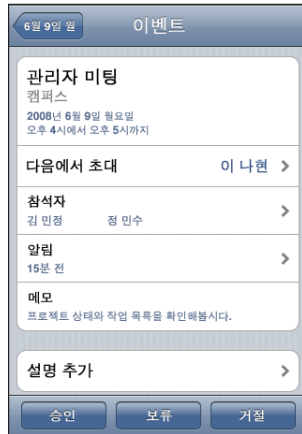 6월 9일 월
이벤트
관리자 미팅
캠퍼스
2008년 6월 9일 월요일
오후 4시에서 오후 5시까지
다음에서 초대 이 나현
참석자
김 민정 정 민수
알림
15분 전
메모
프로젝트 상태와 작업 목록을 확인해봅시다.
설명 추가
승인 보류 거절